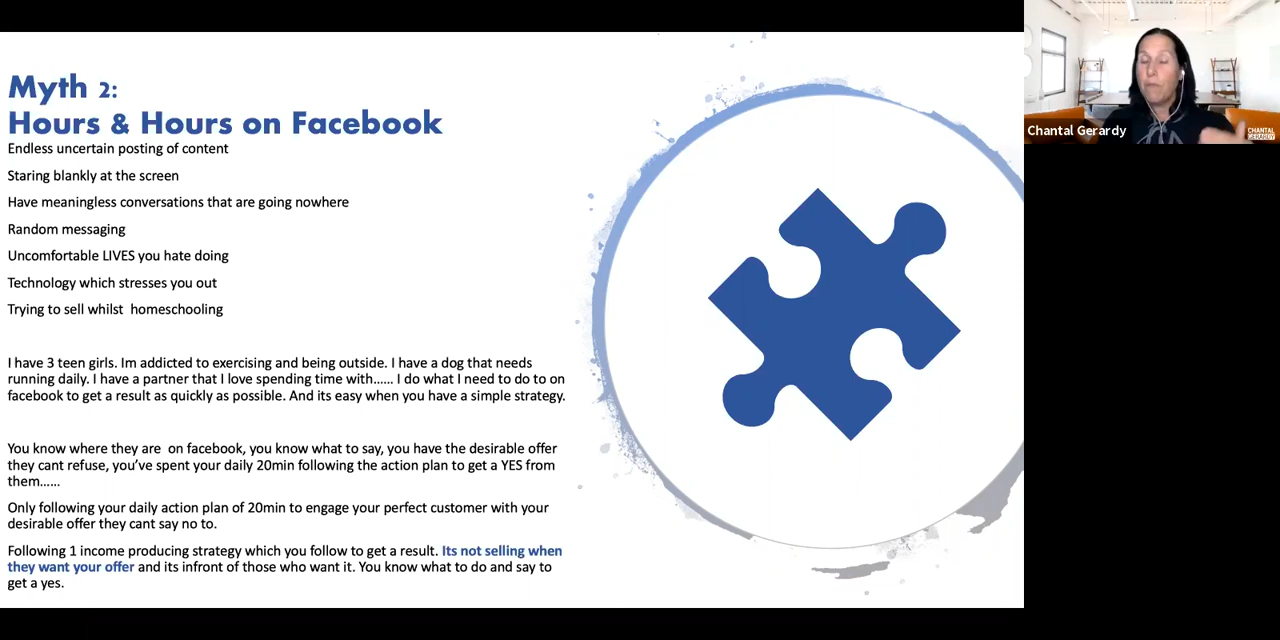 Myth 2:
Hours & Hours on Facebook
Endless uncertain posting of content
Staring blankly at the screen
Have meaningless conversations that are going nowhere
Random messaging
Uncomfortable LIVES you hate doing
Technology which stresses you out
Trying to sell whilst homeschooling
I have 3 teen girls. Im addicted to exercising and being outside. I have a dog that needs
running daily. I have a partner that I love spending time with...... I do what I need to do to on
facebook to get a result as quickly as possible. And its easy when you have a simple strategy.
You know where they are on facebook, you know what to say, you have the desirable offer
they cant refuse, you've spent your daily 20min following the action plan to get a YES from
them......
Only following your daily action plan of 20min to engage your perfect customer with your
desirable offer they cant say no to.
Following 1 income producing strategy which you follow to get a result. Its not selling when
they want your offer and its infront of those who want it. You know what to do and say to
get a yes.
Chantal Gerardy
CHANTAL
GERARDY